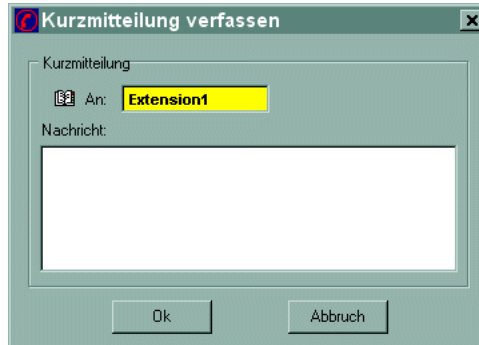 Kurzmitteilung verfassen
Kurzmitteilung
An: Extension1
Nachricht:
Ok Abbruch